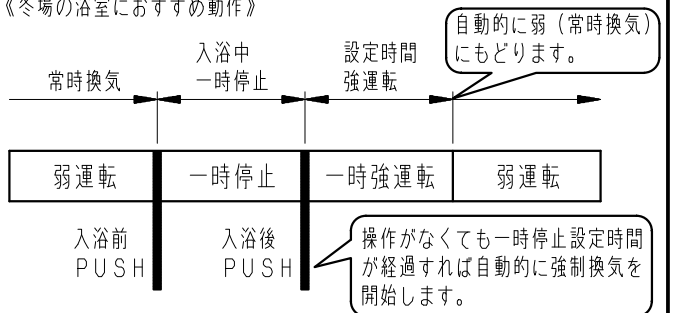 《冬場の浴室におすすめ動作》
自動的に弱(常時換気)
にもどります。
入浴中
一時停止
設定時間
強運転
常時換気
弱運転
一時停止
一時強運転
弱運転
入浴前
PUSH
入浴後
PUSH
操作がなくても一時停止設定時間
が経過すれば自動的に強制換気を
開始します。